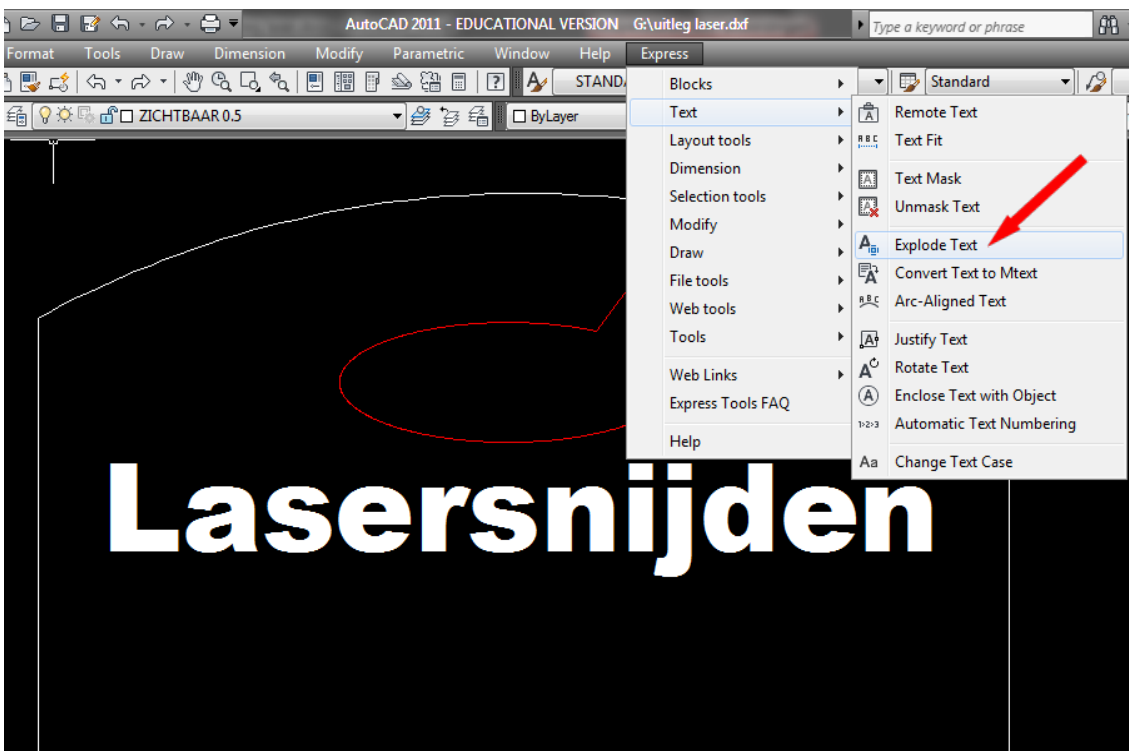 AutoCAD 2011 - EDUCATIONAL VERSION G:\uitleg laser.dxf
Type a keyword or phrase
Format Tools Draw Dimension Modify Parametric Window Help Express
STANDA
Standard
ZICHTBAAR 0.5
ByLayer
Blocks
Text
Layout tools
Dimension
Selection tools
Modify
Draw
File tools
Web tools
Tools
Web Links
Express Tools FAQ
Help
Remote Text
Text Fit
Text Mask
Unmask Text
Explode Text
Convert Text to Mtext
Arc-Aligned Text
Justify Text
Rotate Text
Enclose Text with Object
Automatic Text Numbering
Change Text Case
Lasersnijden